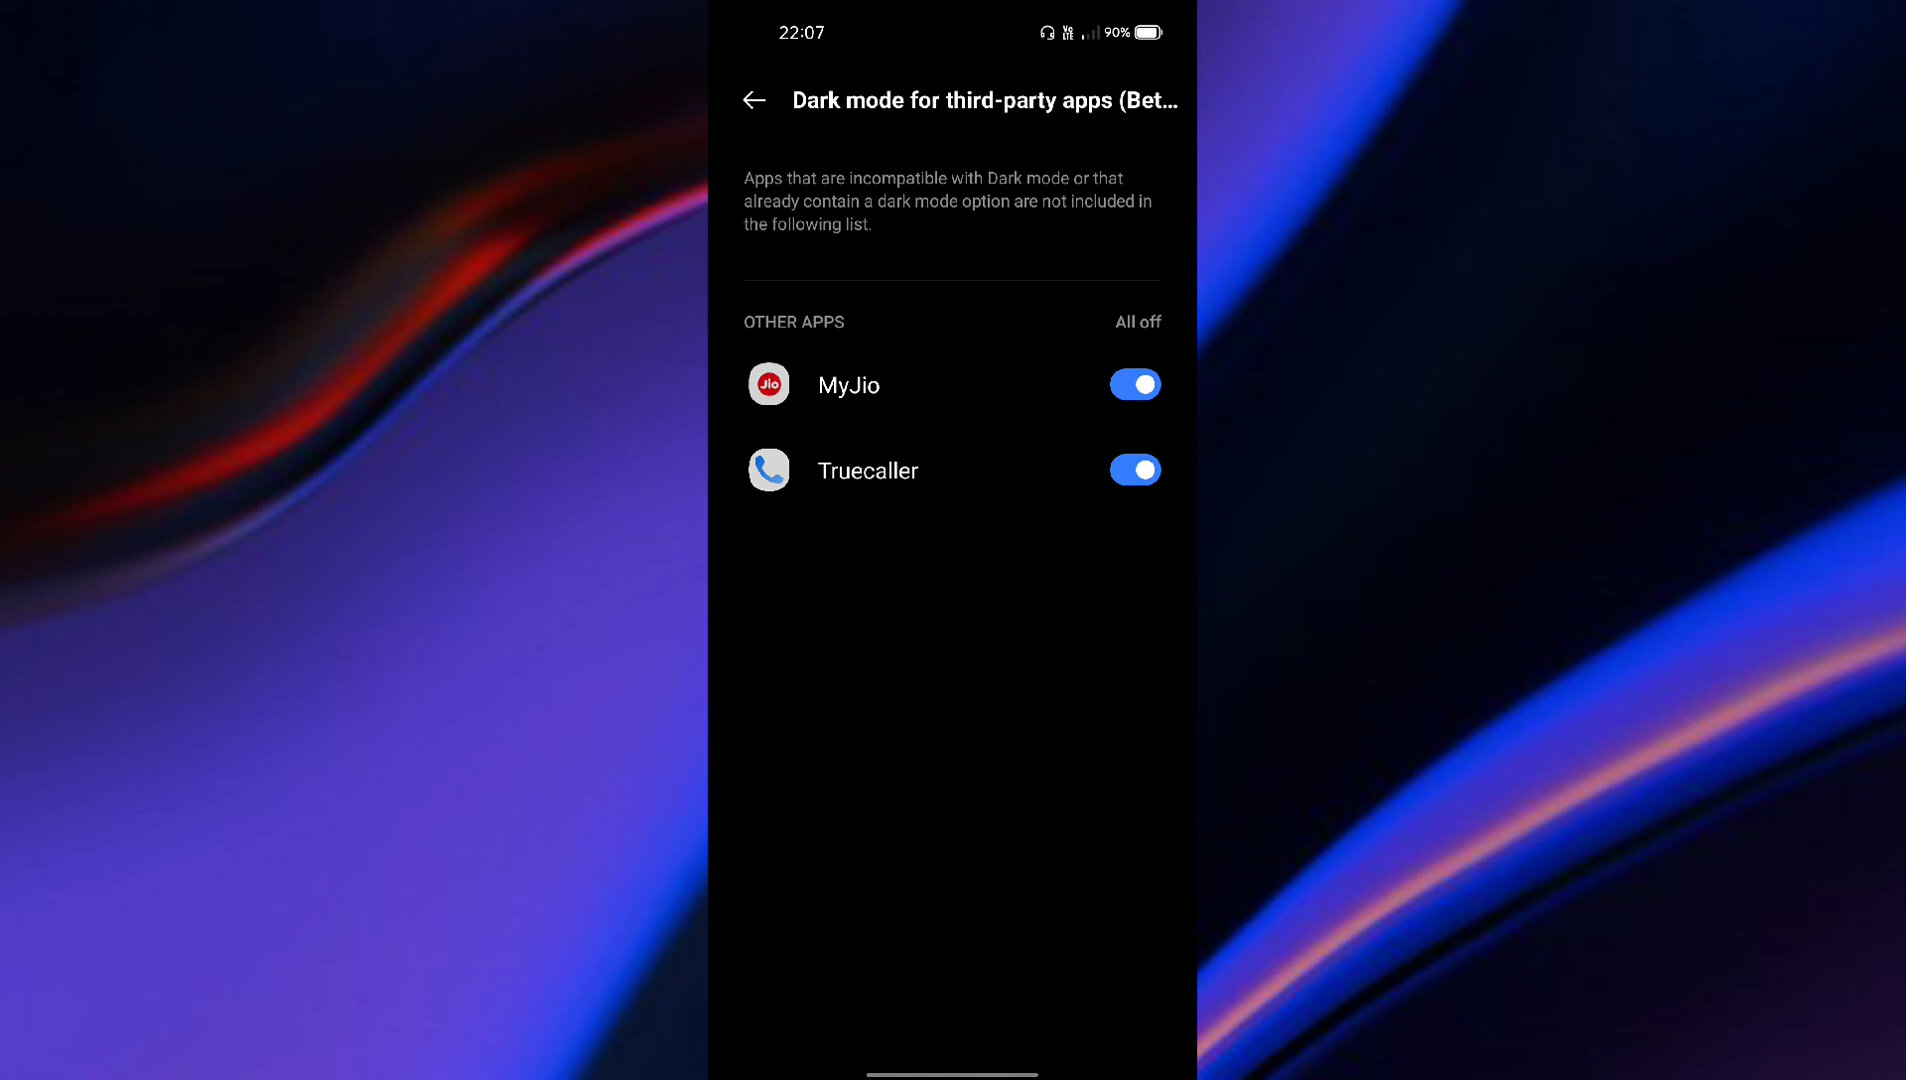 22:07
Vo LTE 90%
Dark mode for third-party apps (Bet...
Apps that are incompatible with Dark mode or that
already contain a dark mode option are not included in
the following list.
OTHER APPS All off
Jio MyJio
Truecaller